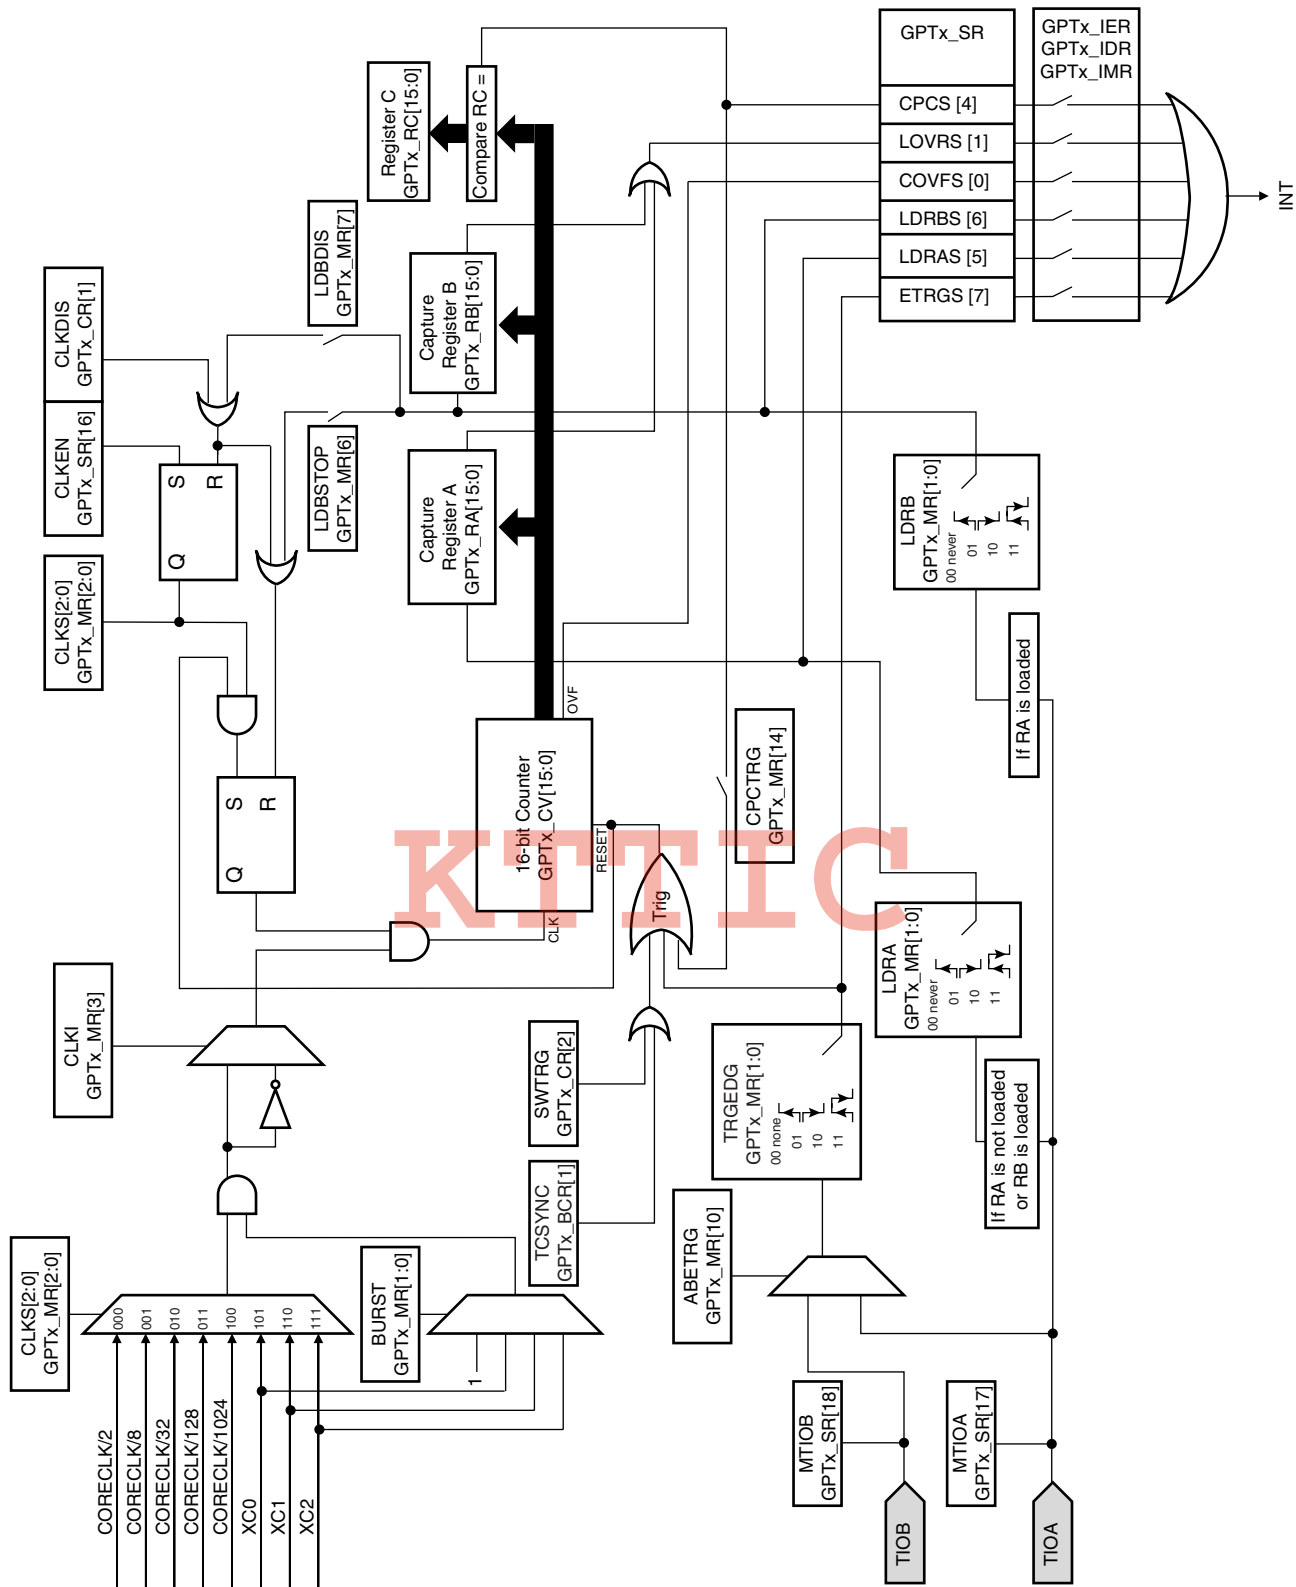 GPTx_SR
GPTx_IER
GPTx_IDR
GPTx_IMR
CPCS [4]
LOVRS [1]
COVFS [0]
LDRBS [6]
LDRAS [5]
ETRGS [7]
INT
Register C
GPTx_RC[15:0]
Compare RC =
LDBDIS
GPTx_MR[7]
Capture
Register B
GPTx_RB[15:0]
CLKDIS
GPTx_CR[1]
CLKEN
GPTx_SR[16]
S
R
Q
LDBSTOP
GPTx_MR[6]
Capture
Register A
GPTx_RA[15:0]
CLKS[2:0]
GPTx_MR[2:0]
LDRB
GPTx_MR[1:0]
00 never
01
10
11
If RA is loaded
S
R
Q
OVF
16-bit Counter
GPTx_CV[15:0]
RESET
CLK
CPCTRG
GPTx_MR[14]
Trig
KTTIC
LDRA
GPTx_MR[1:0]
00 never
01
10
11
CLKI
GPTx_MR[3]
SWTRG
GPTx_CR[2]
TRGEDG
GPTx_MR[1:0]
00 none
01
10
11
If RA is not loaded
or RB is loaded
TCSYNC
GPTx_BCR[1]
ABETRG
GPTx_MR[10]
CLKS[2:0]
GPTx_MR[2:0]
000
001
010
011
100
101
110
111
BURST
GPTx_MR[1:0]
1
CORECLK/2
CORECLK/8
CORECLK/32
CORECLK/128
CORECLK/1024
XC0
XC1
XC2
MTIOB
GPTx_SR[18]
MTIOA
GPTx_SR[17]
TIOB
TIOA